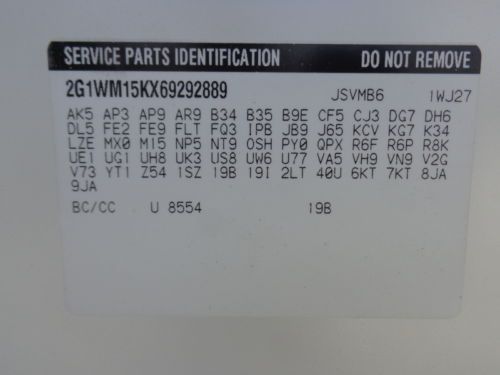 SERVICE PARTS IDENTIFICATION DO NOT REMOVE
2G1WM15KX69292889 JSVMB6 1WJ27
AK5 AP3 AP9 AR9 B34 B35 B9E CF5 CJ3 DG7 DH6
DL5 FE2 FE9 FLT FQ3 IPB JB9 J65 KCV KG7 K34
LZE MX0 M15 NP5 NT9 OSH PY0 QPX R6F R6P R8K
UE1 UG1 UH8 UK3 US8 UW6 U77 VA5 VH9 VN9 V2G
V73 YT1 Z54 1SZ 19B 19I 2LT 40U 6KT 7KT 8JA
9JA
BC/CC U 8554 19B